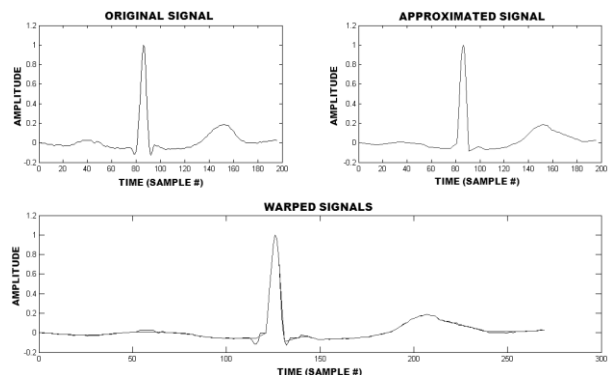 ORIGINAL SIGNAL
AMPLITUDE
1.2
1
0.8
0.6
0.4
0.2
0
-0.2
0 20 40 60 80 100 120 140 160 180 200
TIME (SAMPLE #)
APPROXIMATED SIGNAL
AMPLITUDE
1.2
1
0.8
0.6
0.4
0.2
0
-0.2
0 20 40 60 80 100 120 140 160 180 200
TIME (SAMPLE #)
WARPED SIGNALS
AMPLITUDE
1.2
1
0.8
0.6
0.4
0.2
0
-0.2
0 50 100 150 200 250 300
TIME (SAMPLE #)